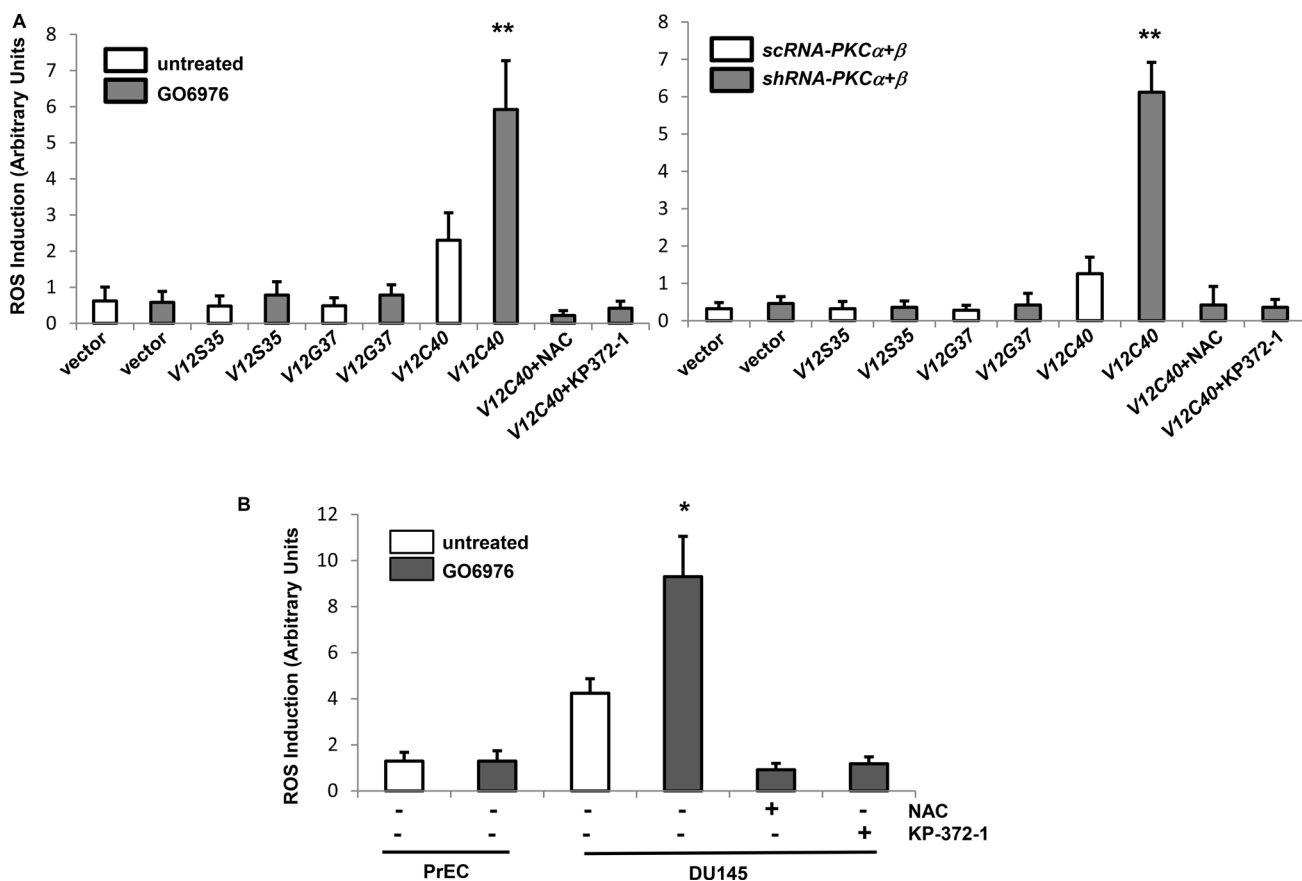 A
ROS Induction (Arbitrary Units
8
7
6
5
4
3
2
1
0
untreated
GO6976
**
vector
vector
V12S35
V12S35
V12G37
V12G37
V12C40
V12C40
V12C40+NAC
V12C40+KP372-1
8
7
6
5
4
3
2
1
0
scRNA-PKCα+β
shRNA-PKCα+β
**
vector
vector
V12S35
V12S35
V12G37
V12G37
V12C40
V12C40
V12C40+NAC
V12C40+KP372-1
B
ROS Induction (Arbitrary Units
12
10
8
6
4
2
0
untreated
GO6976
*
- - - - + - NAC
- - - - - + KP-372-1
PrEC DU145